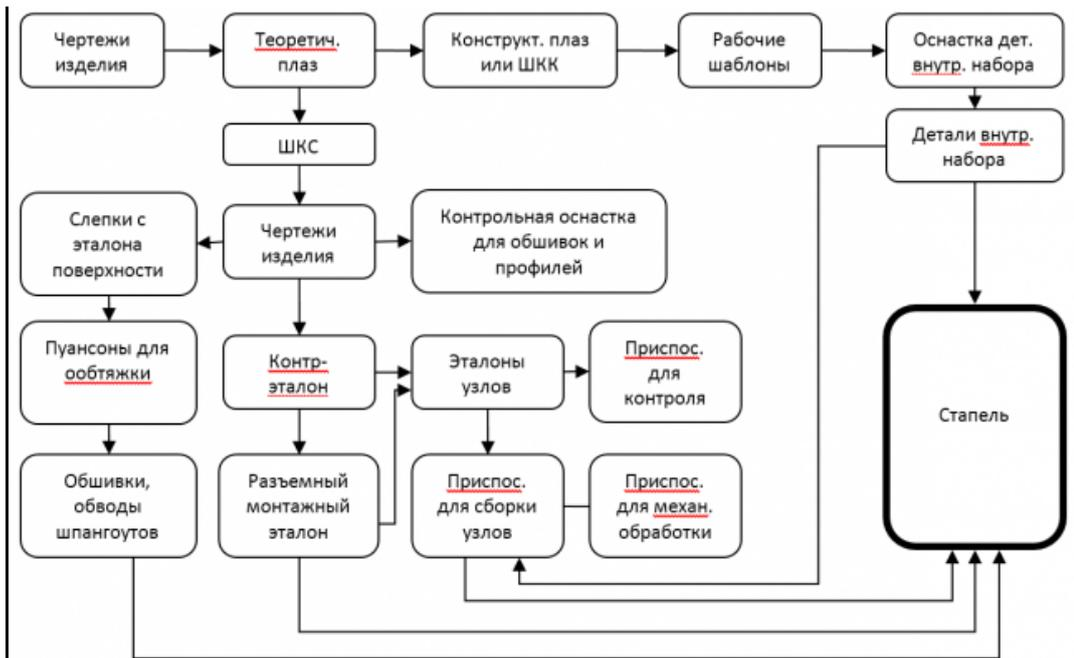 Чертежи
изделия
Теоретич.
плаз
Конструкт. плаз
или ШКК
Рабочие
шаблоны
Оснастка дет.
внутр. набора
ШКС
Детали внутр.
набора
Слепки с
эталона
поверхности
Чертежи
изделия
Контрольная оснастка
для обшивок и
профилей
Пуансоны для
ообтяжки
Контр-
эталон
Эталоны
узлов
Приспос.
для
контроля
Стапель
Обшивки,
обводы
шпангоутов
Разъемный
монтажный
эталон
Приспос.
для сборки
узлов
Приспос.
для механ.
обработки